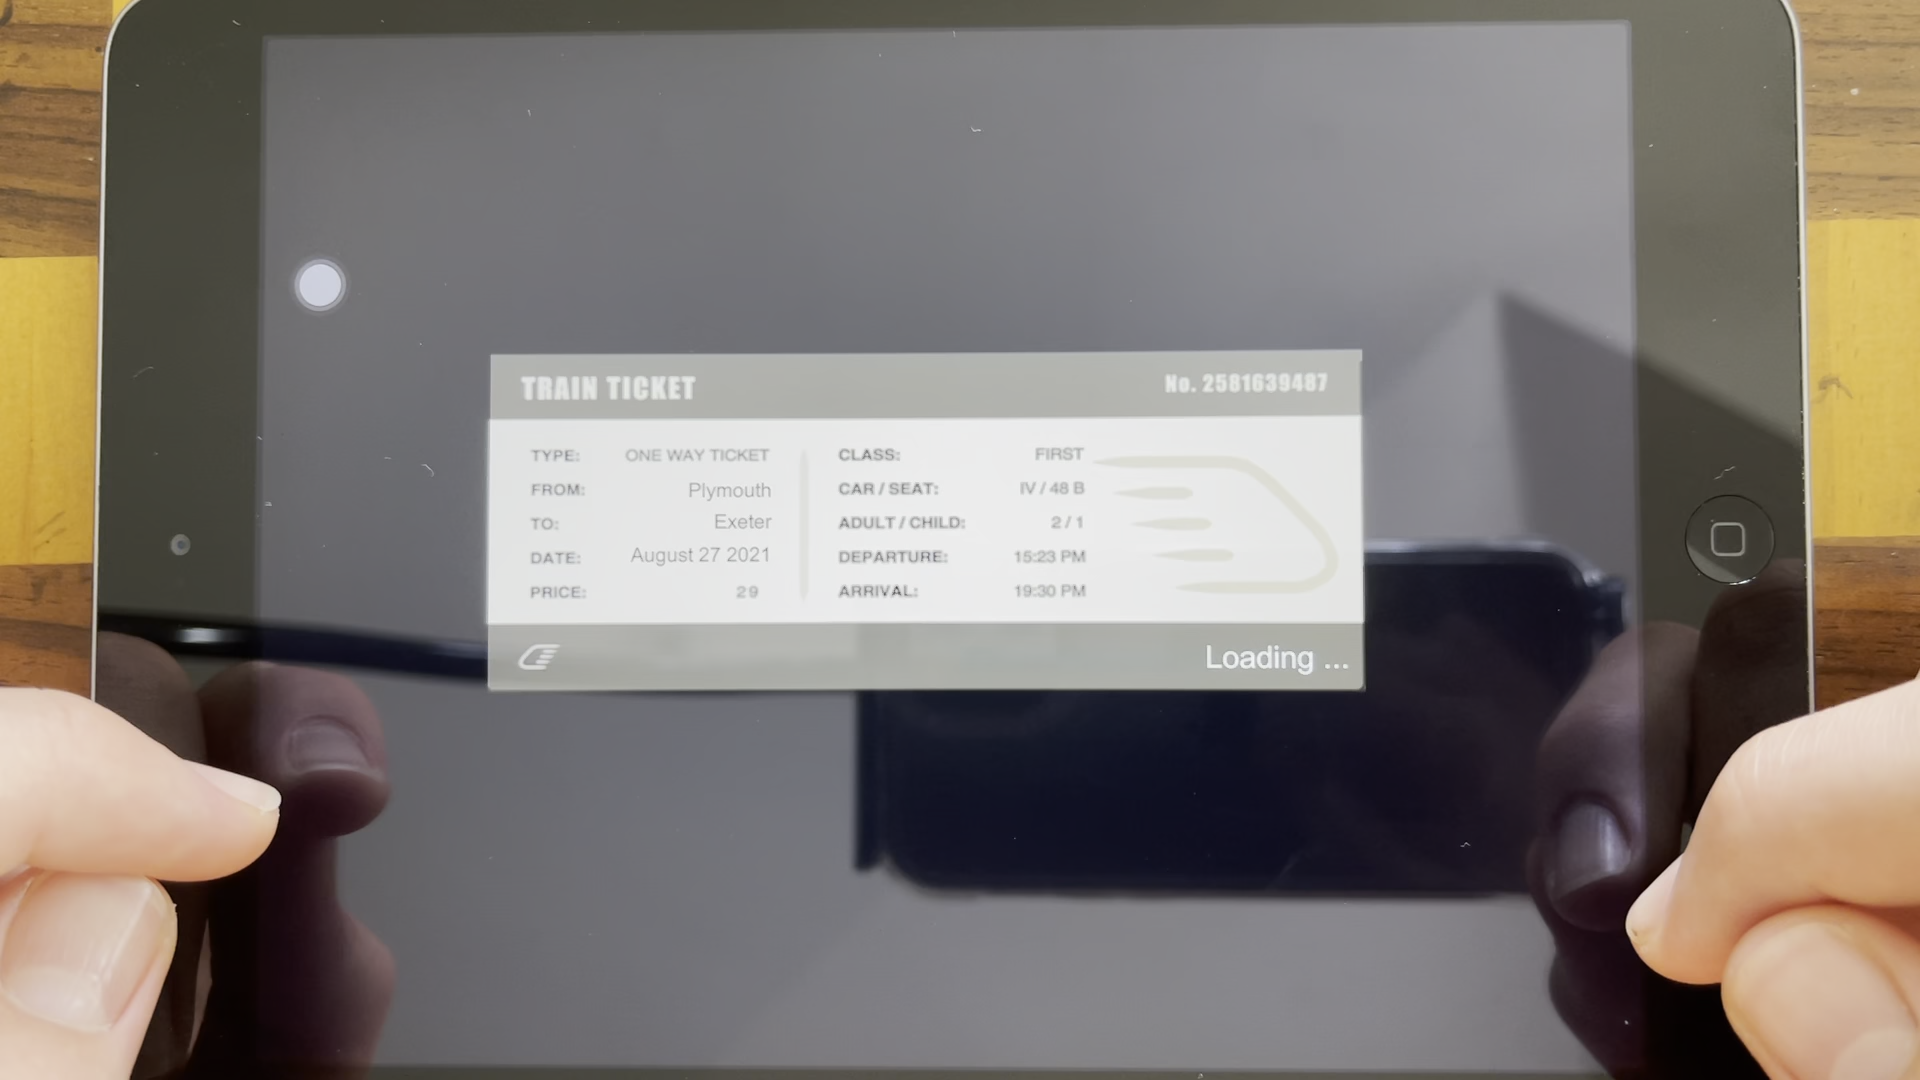 TRAIN TICKET
No. 2581639487
TYPE: ONE WAY TICKET
FROM: Plymouth
TO: Exeter
DATE: August 27 2021
PRICE: 29
CLASS: FIRST
CAR / SEAT: IV / 48 B
ADULT / CHILD: 2 / 1
DEPARTURE: 15:23 PM
ARRIVAL: 19:30 PM
Loading ...